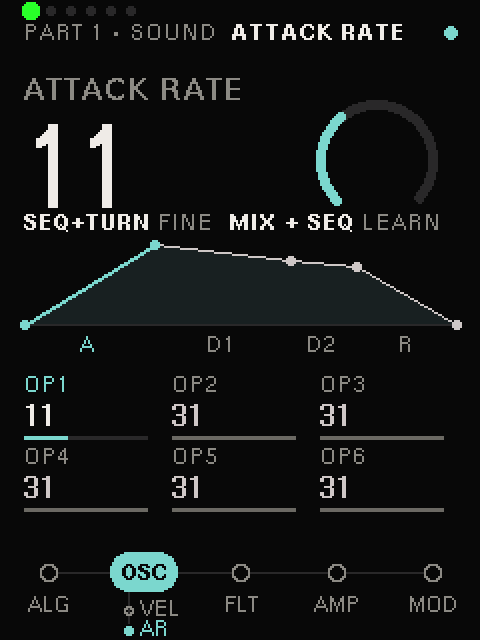 PART 1 · SOUND ATTACK RATE
ATTACK RATE
11
SEQ+TURN FINE MIX + SEQ LEARN
A D1 D2 R
OP1 OP2 OP3
11 31 31
OP4 OP5 OP6
31 31 31
OSC
ALG VEL FLT AMP MOD
AR